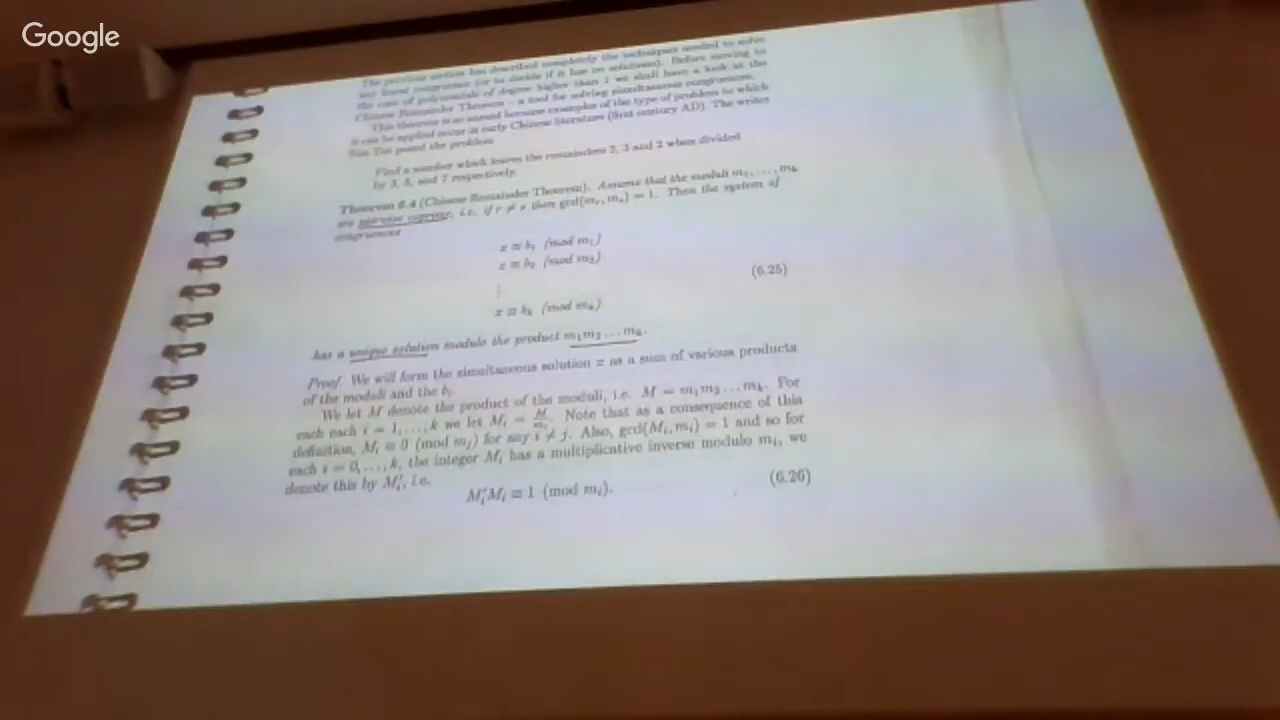 Google
The previous section has described completely the techniques needed to solve
any linear congruence (or to decide if it has no solutions). Before moving to
the case of polynomials of degree higher than 1 we shall have a look at the
Chinese Remainder Theorem – a tool for solving simultaneous congruences.
This theorem is so named because examples of the type of problem to which
it can be applied occur in early Chinese literature (first century AD). The writer
Sun Tsu posed the problem
Find a number which leaves the remainders 2, 3 and 2 when divided
by 3, 5, and 7 respectively.
Theorem 6.4 (Chinese Remainder Theorem). Assume that the moduli m₁, . . . , mₖ
are pairwise coprime, i.e. if r ≠ s then gcd(mᵣ, mₛ) = 1. Then the system of
congruences
x ≡ b₁ (mod m₁)
x ≡ b₂ (mod m₂)
⋮
(6.25)
x ≡ bₖ (mod mₖ)
has a unique solution modulo the product m₁m₂ . . . mₖ.
Proof. We will form the simultaneous solution x as a sum of various products
of the moduli and the bᵢ.
We let M denote the product of the moduli, i.e. M = m₁m₂ . . . mₖ. For
each each i = 1, . . . , k we let Mᵢ = M/mᵢ. Note that as a consequence of this
definition, Mᵢ ≡ 0 (mod mⱼ) for any i ≠ j. Also, gcd(Mᵢ, mᵢ) = 1 and so for
each i = 0, . . . , k, the integer Mᵢ has a multiplicative inverse modulo mᵢ, we
denote this by Mᵢ′, i.e.
Mᵢ′Mᵢ ≡ 1 (mod mᵢ). (6.26)